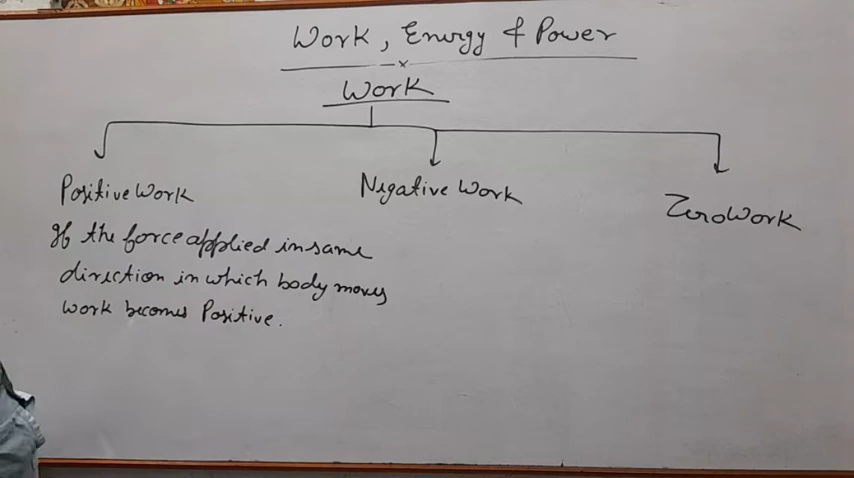 Work, Energy & Power
Work
Positive Work
Negative Work
Zero Work
If the force applied in same
direction in which body moves
work becomes Positive.